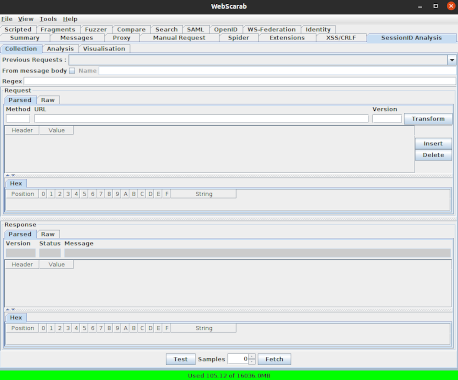 WebScarab
File View Tools Help
Scripted Fragments Fuzzer Compare Search SAML OpenID WS-Federation Identity
Summary Messages Proxy Manual Request Spider Extensions XSS/CRLF SessionID Analysis
Collection Analysis Visualisation
Previous Requests :
From message body Name
Regex
Request
Parsed Raw
Method URL Version
Transform
Header Value
Insert
Delete
Hex
Position 0 1 2 3 4 5 6 7 8 9 A B C D E F String
Response
Parsed Raw
Version Status Message
Header Value
Hex
Position 0 1 2 3 4 5 6 7 8 9 A B C D E F String
Test Samples 0 Fetch
Used 105.12 of 16036.0MB